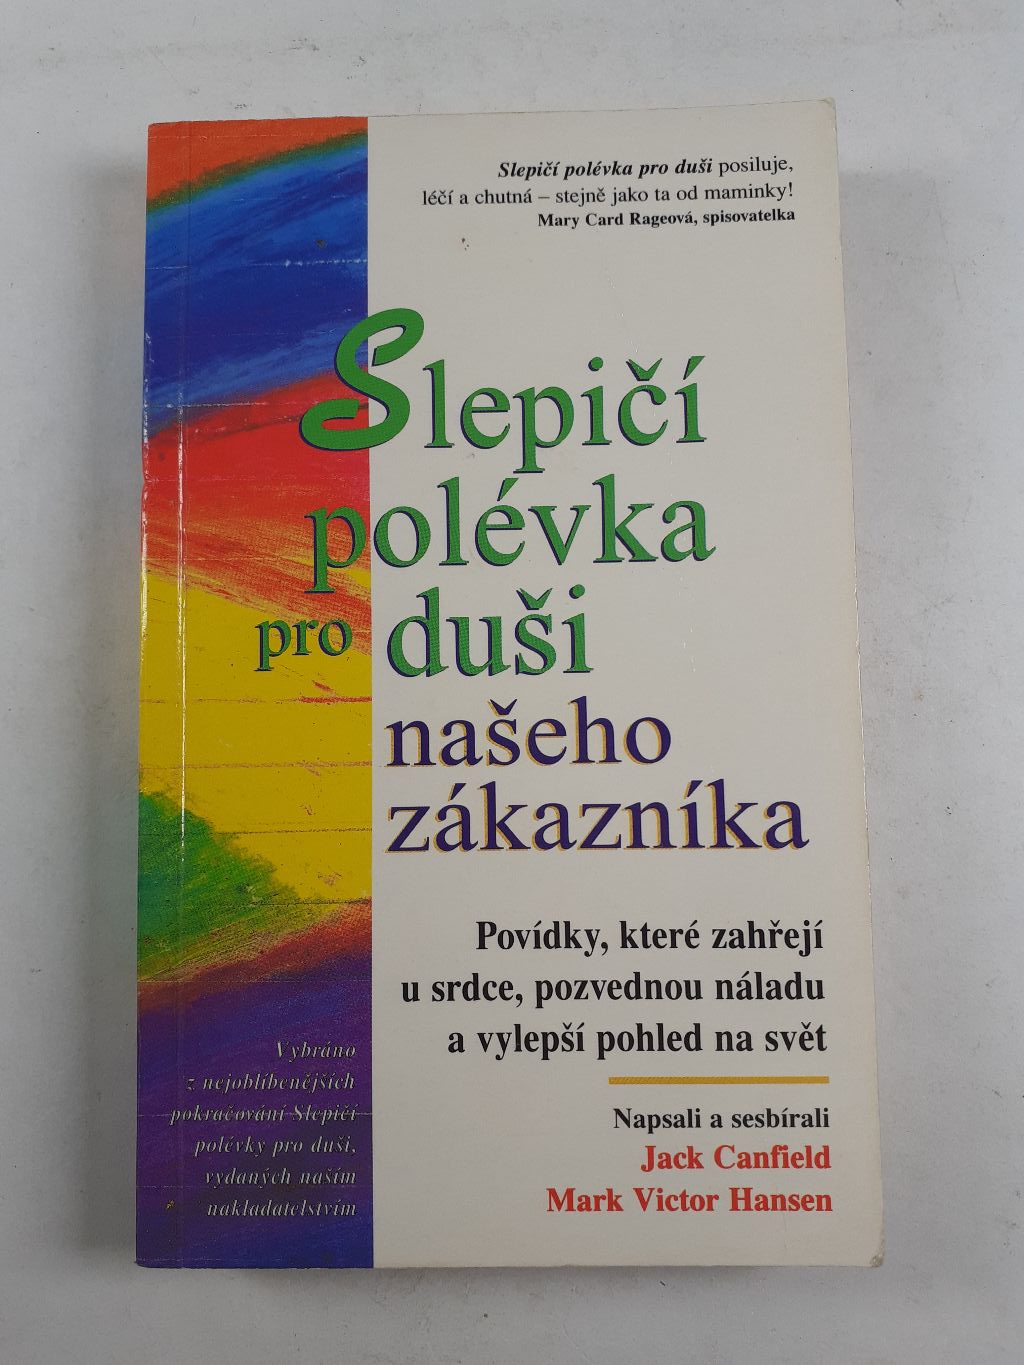 Slepičí polévka pro duši posiluje,
léčí a chutná – stejně jako ta od maminky!
Mary Card Rageová, spisovatelka
Slepičí
polévka
pro duši
našeho
zákazníka
Povídky, které zahřejí
u srdce, pozvednou náladu
a vylepší pohled na svět
Napsali a sesbírali
Jack Canfield
Mark Victor Hansen
Vybráno
z nejoblíbenějších
pokračování Slepičí
polévky pro duši,
vydaných naším
nakladatelstvím